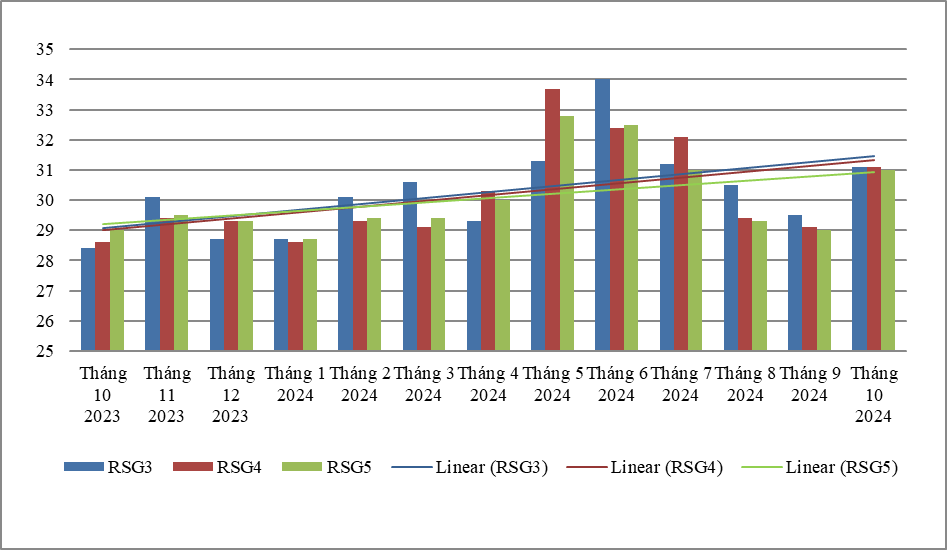 35
34
33
32
31
30
29
28
27
26
25
Tháng Tháng Tháng Tháng 1 Tháng 2 Tháng 3 Tháng 4 Tháng 5 Tháng 6 Tháng 7 Tháng 8 Tháng 9 Tháng
10 11 12 2024 2024 2024 2024 2024 2024 2024 2024 2024 10
2023 2023 2023 2024
RSG3 RSG4 RSG5 Linear (RSG3) Linear (RSG4) Linear (RSG5)